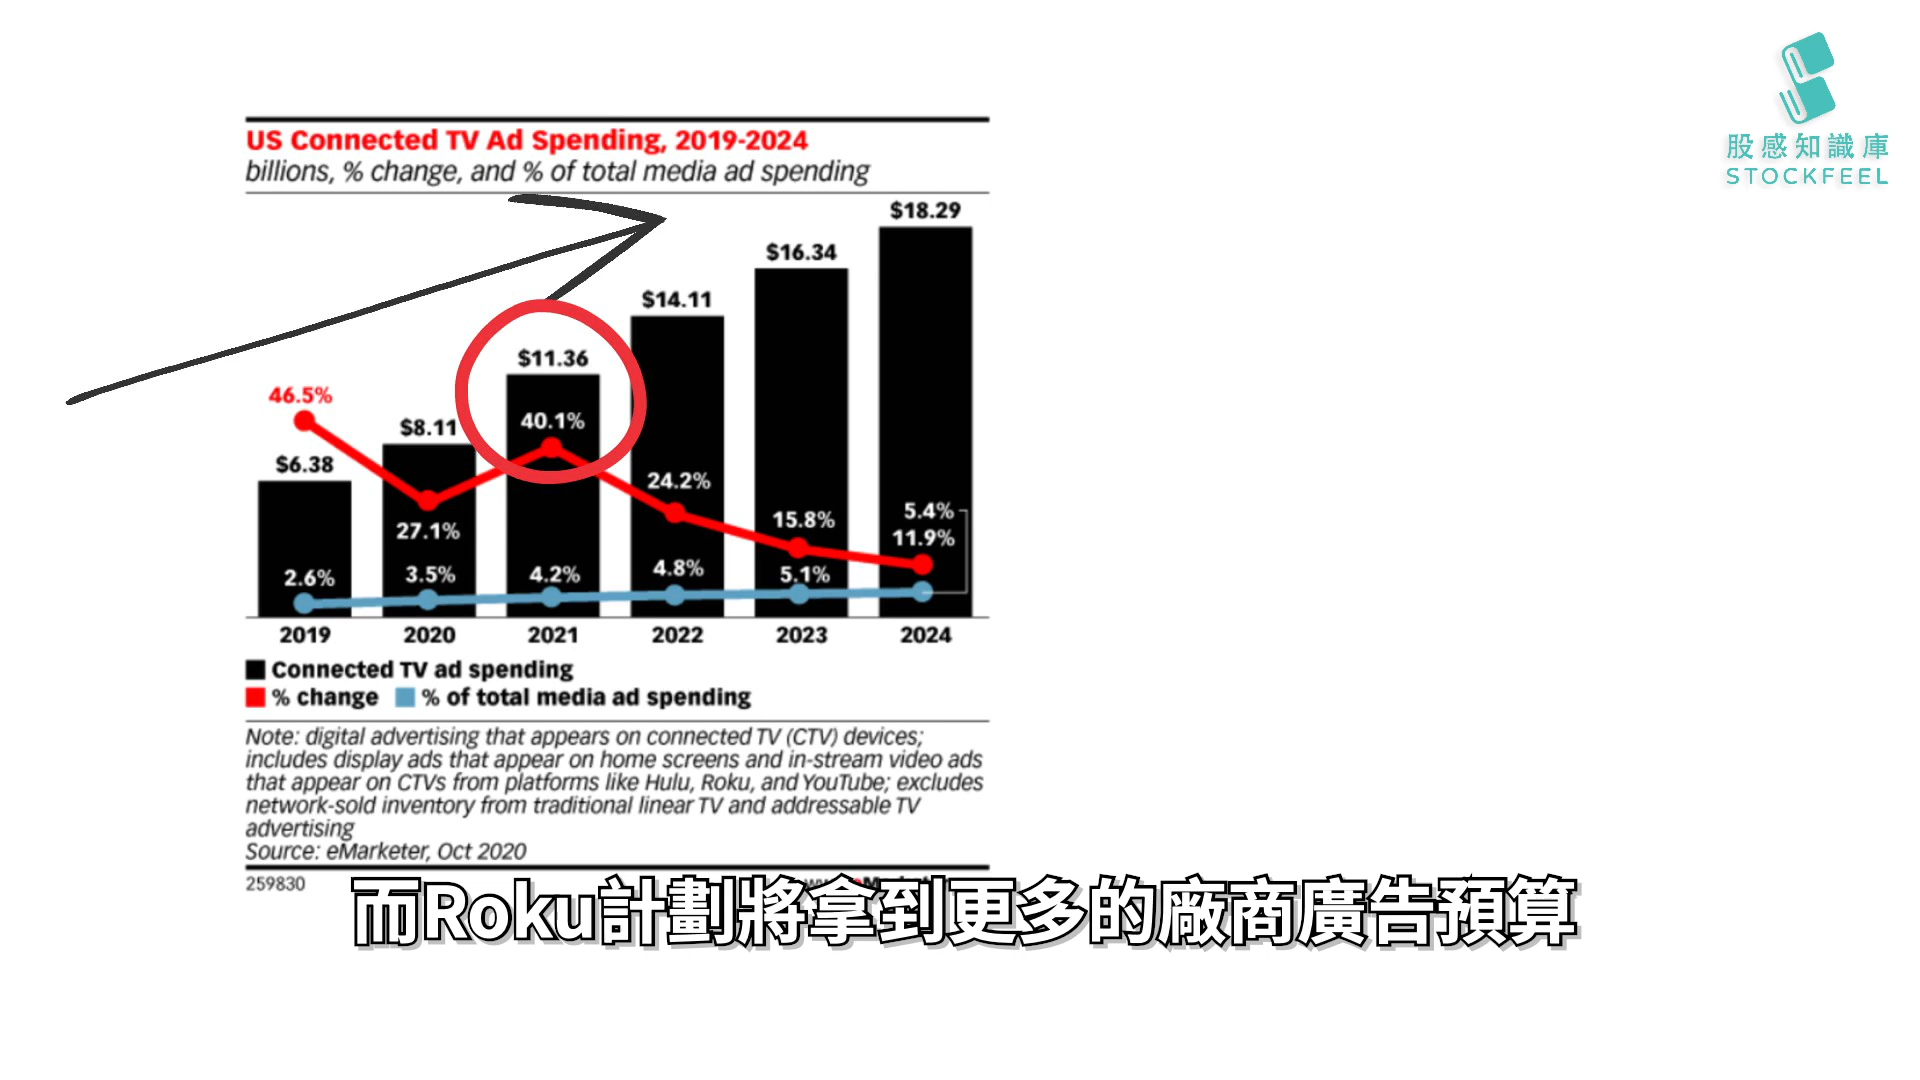 股感知識庫
STOCKFEEL
US Connected TV Ad Spending, 2019-2024
billions, % change, and % of total media ad spending
$6.38
$8.11
$11.36
$14.11
$16.34
$18.29
46.5%
27.1%
40.1%
24.2%
15.8%
11.9%
2.6%
3.5%
4.2%
4.8%
5.1%
5.4%
2019 2020 2021 2022 2023 2024
Connected TV ad spending
% change % of total media ad spending
Note: digital advertising that appears on connected TV (CTV) devices;
includes display ads that appear on home screens and in-stream video ads
that appear on CTVs from platforms like Hulu, Roku, and YouTube; excludes
network-sold inventory from traditional linear TV and addressable TV
advertising
Source: eMarketer, Oct 2020
259830
而Roku計劃將拿到更多的廠商廣告預算